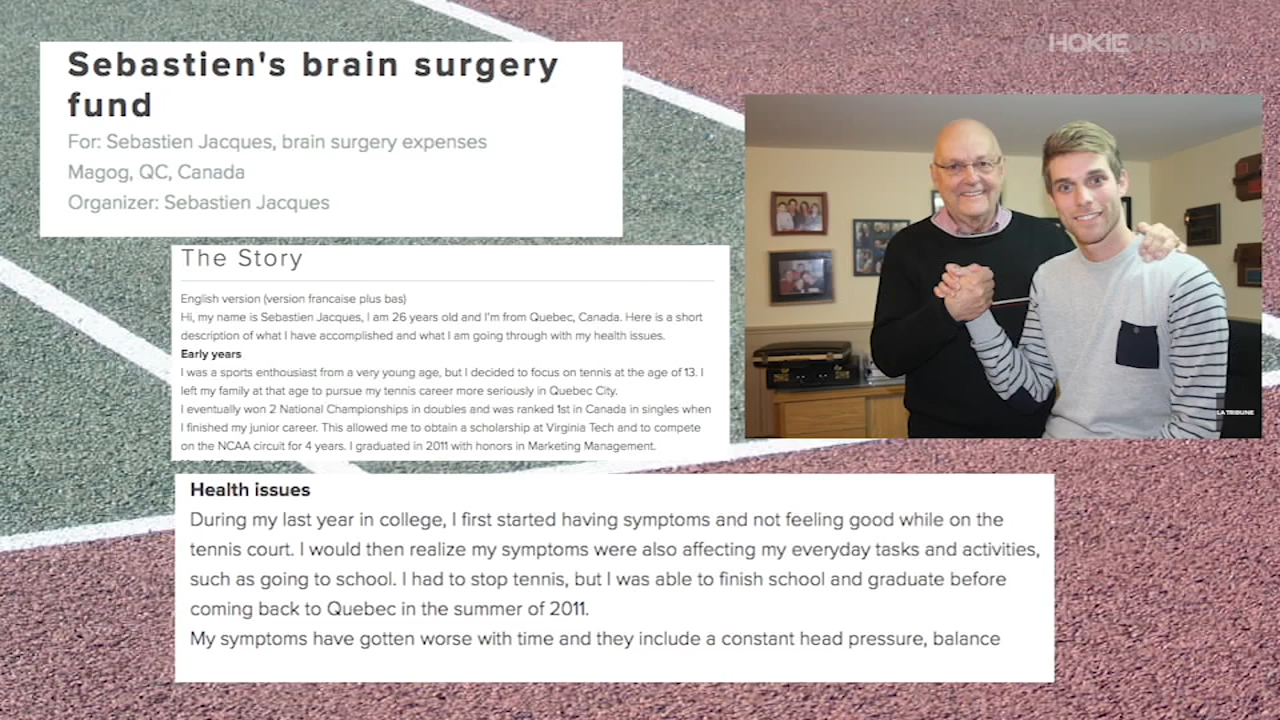 HOKIEVISION
Sebastien's brain surgery
fund
For: Sebastien Jacques, brain surgery expenses
Magog, QC, Canada
Organizer: Sebastien Jacques
The Story
English version (version francaise plus bas)
Hi, my name is Sebastien Jacques, I am 26 years old and I'm from Quebec, Canada. Here is a short
description of what I have accomplished and what I am going through with my health issues.
Early years
I was a sports enthusiast from a very young age, but I decided to focus on tennis at the age of 13. I
left my family at that age to pursue my tennis career more seriously in Quebec City.
I eventually won 2 National Championships in doubles and was ranked 1st in Canada in singles when
I finished my junior career. This allowed me to obtain a scholarship at Virginia Tech and to compete
on the NCAA circuit for 4 years. I graduated in 2011 with honors in Marketing Management.
LA TRIBUNE
Health issues
During my last year in college, I first started having symptoms and not feeling good while on the
tennis court. I would then realize my symptoms were also affecting my everyday tasks and activities,
such as going to school. I had to stop tennis, but I was able to finish school and graduate before
coming back to Quebec in the summer of 2011.
My symptoms have gotten worse with time and they include a constant head pressure, balance